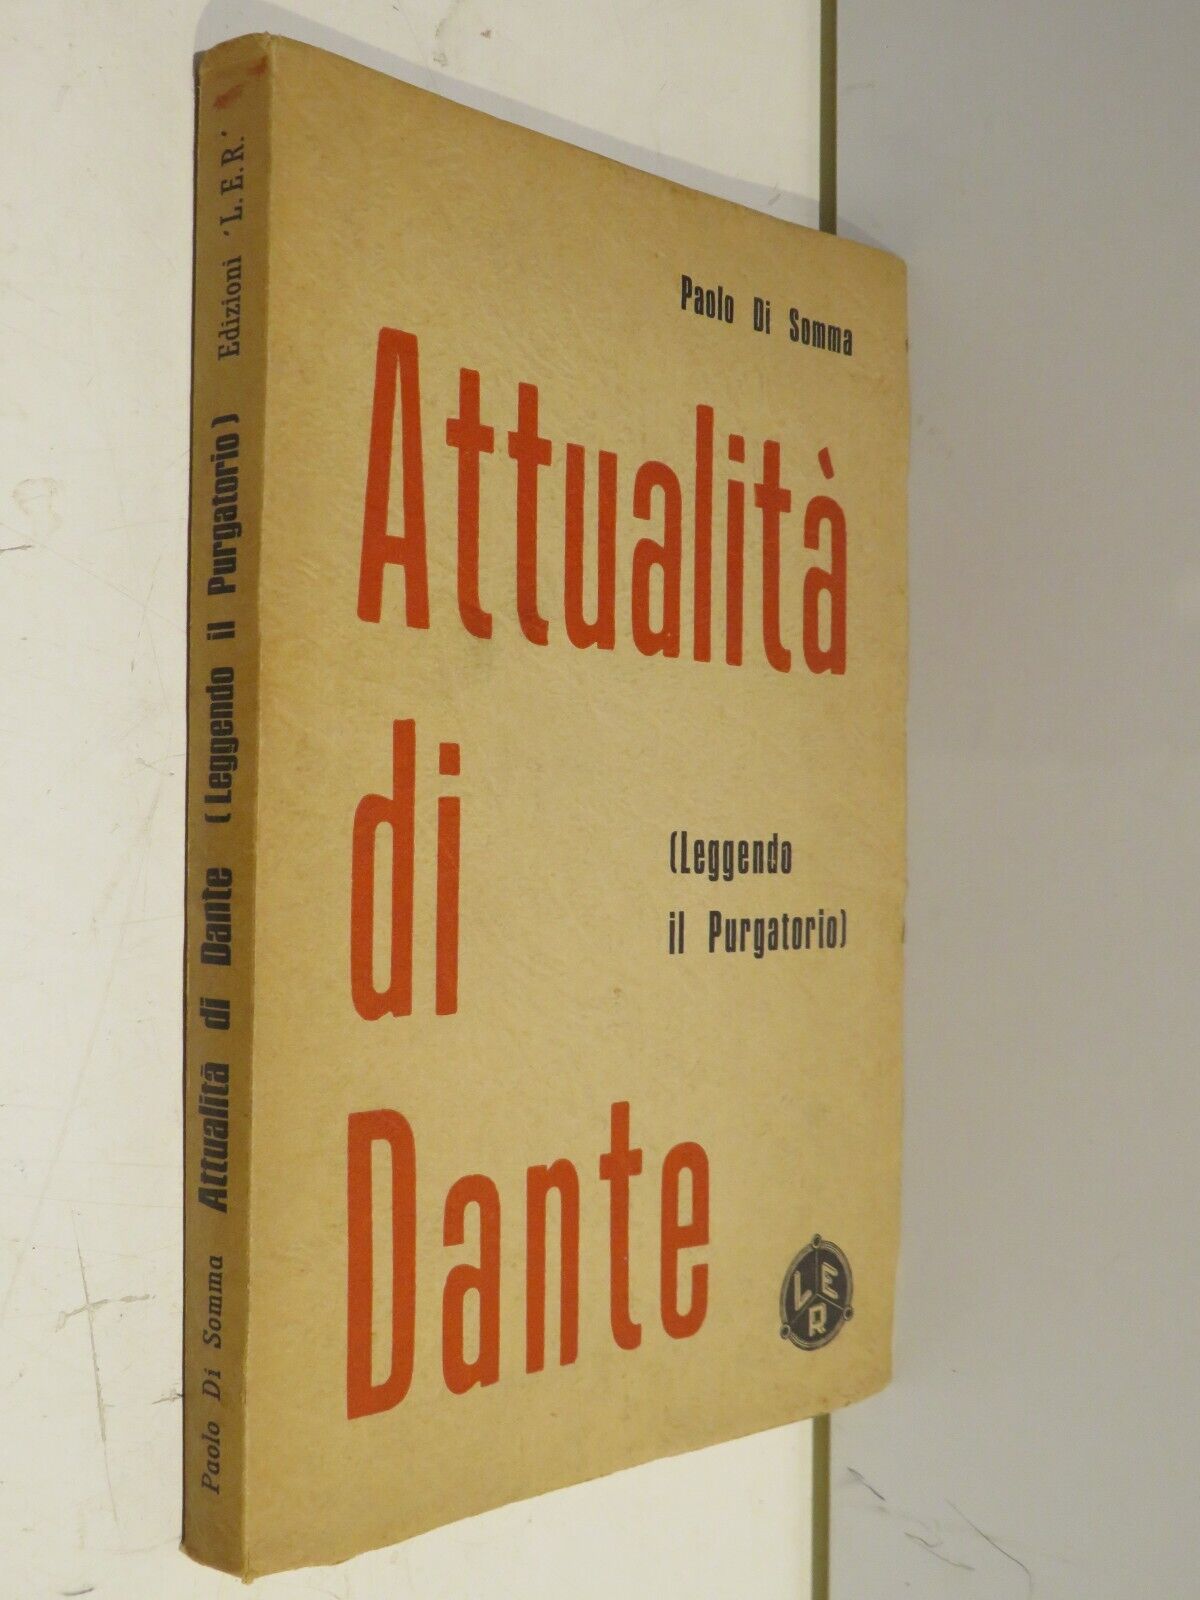 Paolo Di Somma Attualità di Dante (Leggendo il Purgatorio) Edizioni 'L.E.R.'
Paolo Di Somma
Attualità
di
Dante
(Leggendo
il Purgatorio)
L E R